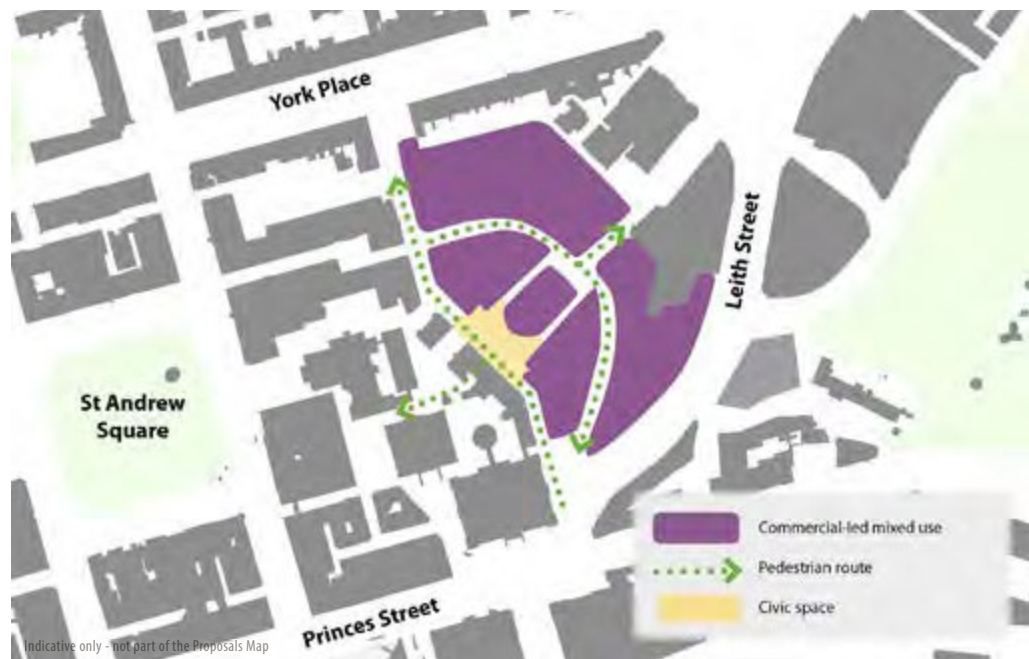 York Place
Leith Street
St Andrew
Square
Commercial-led mixed use
Pedestrian route
Civic space
Princes Street
Indicative only - not part of the Proposals Map